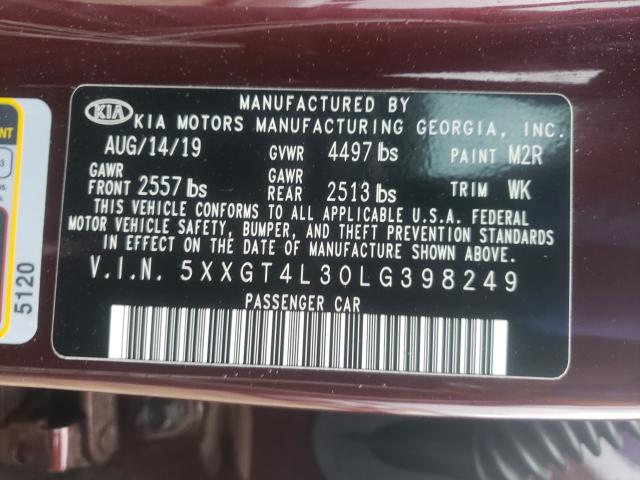 KIA
MANUFACTURED BY
KIA MOTORS MANUFACTURING GEORGIA, INC.
AUG/14/19 GVWR 4497 lbs PAINT M2R
GAWR FRONT 2557 lbs GAWR REAR 2513 lbs TRIM WK
THIS VEHICLE CONFORMS TO ALL APPLICABLE U.S.A. FEDERAL
MOTOR VEHICLE SAFETY, BUMPER, AND THEFT PREVENTION STANDARDS
IN EFFECT ON THE DATE OF MANUFACTURE SHOWN ABOVE.
V.I.N. 5XXGT4L30LG398249
PASSENGER CAR
5120